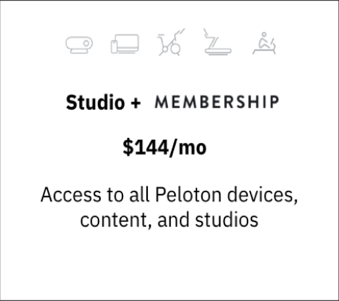 Studio + MEMBERSHIP
$144/mo
Access to all Peloton devices,
content, and studios